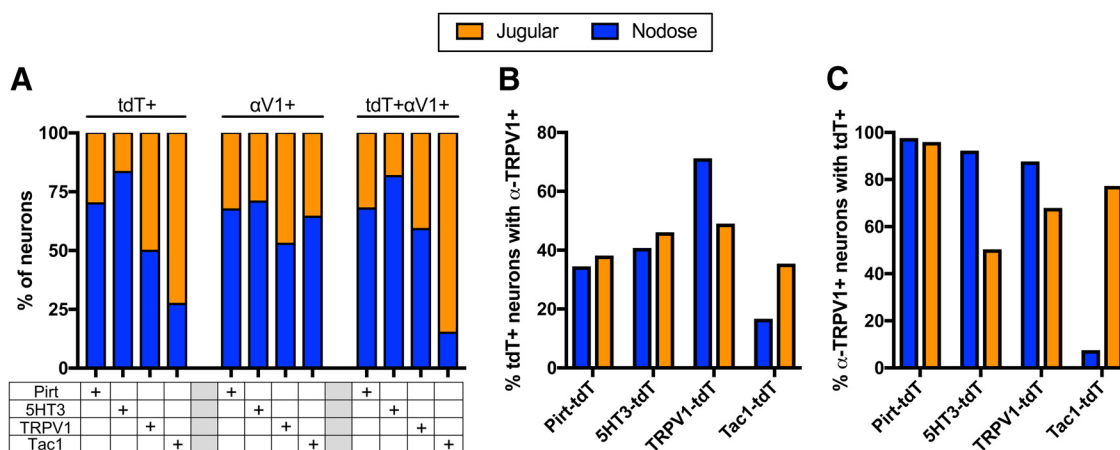 Jugular Nodose
A
tdT+ αV1+ tdT+αV1+
100
75
50
25
0
% of neurons
Pirt + + +
5HT3 + + +
TRPV1 + + +
Tac1 + + +
B
80
60
40
20
0
% tdT+ neurons with α-TRPV1+
Pirt-tdT
5HT3-tdT
TRPV1-tdT
Tac1-tdT
C
100
80
60
40
20
0
% α-TRPV1+ neurons with tdT+
Pirt-tdT
5HT3-tdT
TRPV1-tdT
Tac1-tdT